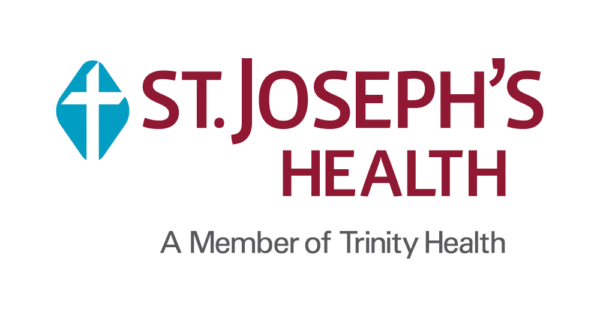 ST. JOSEPH'S
HEALTH
A Member of Trinity Health